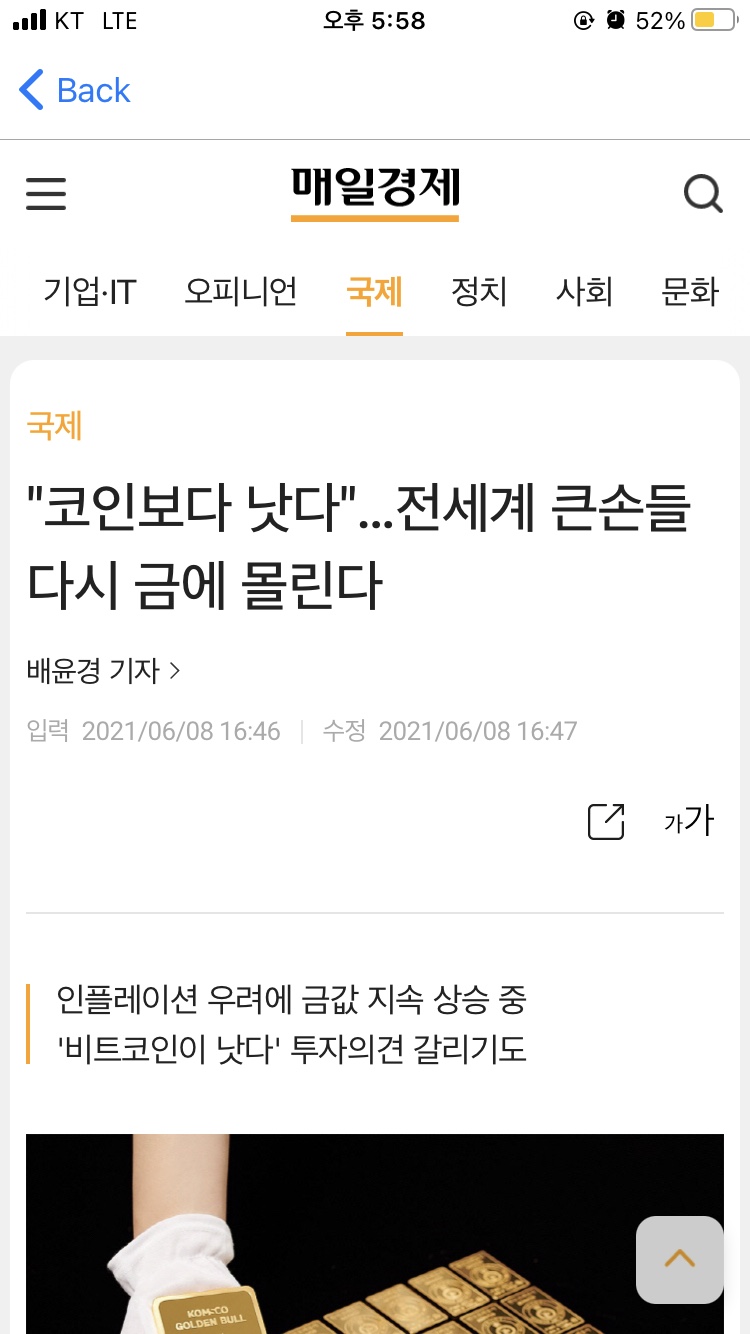 KT LTE 오후 5:58 52%
Back
매일경제
기업·IT 오피니언 국제 정치 사회 문화
국제
"코인보다 낫다"...전세계 큰손들
다시 금에 몰린다
배윤경 기자 >
입력 2021/06/08 16:46 | 수정 2021/06/08 16:47
가가
인플레이션 우려에 금값 지속 상승 중
'비트코인이 낫다' 투자의견 갈리기도
KOM-CO
GOLDEN BULL